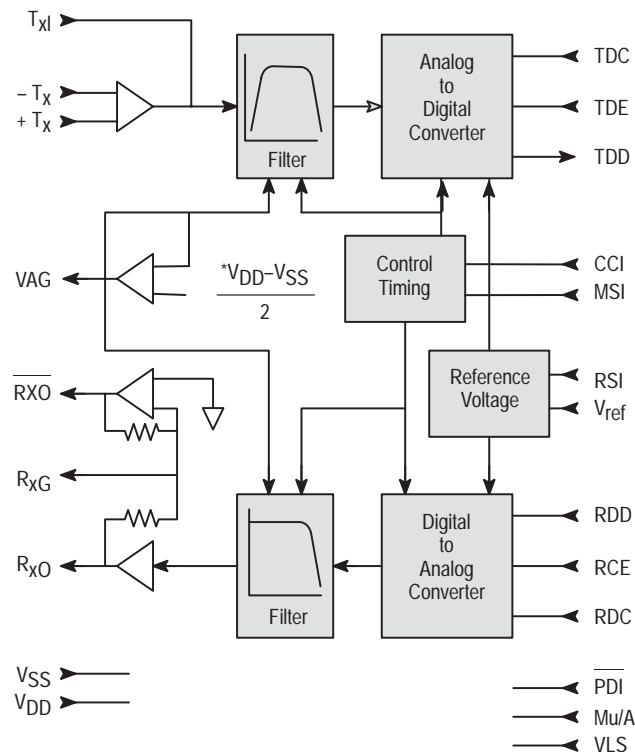 TxI
– Tx
+ Tx
Filter
Analog
to
Digital
Converter
TDC
TDE
TDD
VAG
*VDD–VSS
2
Control
Timing
CCI
MSI
RXO
Reference
Voltage
RSI
Vref
RxG
RxO
Filter
Digital
to
Analog
Converter
RDD
RCE
RDC
VSS
VDD
PDI
Mu/A
VLS